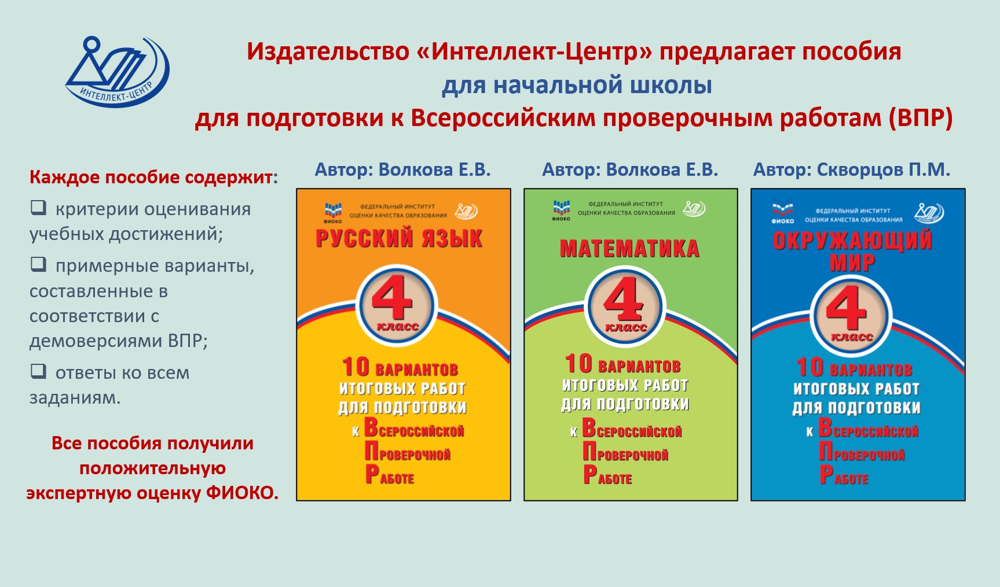 ИНТЕЛЛЕКТ-ЦЕНТР
Издательство «Интеллект-Центр» предлагает пособия
для начальной школы
для подготовки к Всероссийским проверочным работам (ВПР)
Каждое пособие содержит:
критерии оценивания
учебных достижений;
примерные варианты,
составленные в
соответствии с
демоверсиями ВПР;
ответы ко всем
заданиям.
Все пособия получили
положительную
экспертную оценку ФИОКО.
Автор: Волкова Е.В.
ФИОКО
ФЕДЕРАЛЬНЫЙ ИНСТИТУТ
ОЦЕНКИ КАЧЕСТВА ОБРАЗОВАНИЯ
РУССКИЙ ЯЗЫК
4
класс
10 ВАРИАНТОВ
ИТОГОВЫХ РАБОТ
ДЛЯ ПОДГОТОВКИ
К ВСЕРОССИЙСКОЙ
ПРОВЕРОЧНОЙ
РАБОТЕ
Автор: Волкова Е.В.
ФИОКО
ФЕДЕРАЛЬНЫЙ ИНСТИТУТ
ОЦЕНКИ КАЧЕСТВА ОБРАЗОВАНИЯ
МАТЕМАТИКА
4
класс
10 ВАРИАНТОВ
ИТОГОВЫХ РАБОТ
ДЛЯ ПОДГОТОВКИ
К ВСЕРОССИЙСКОЙ
ПРОВЕРОЧНОЙ
РАБОТЕ
Автор: Скворцов П.М.
ФИОКО
ФЕДЕРАЛЬНЫЙ ИНСТИТУТ
ОЦЕНКИ КАЧЕСТВА ОБРАЗОВАНИЯ
ОКРУЖАЮЩИЙ
МИР
4
класс
10 ВАРИАНТОВ
ИТОГОВЫХ РАБОТ
ДЛЯ ПОДГОТОВКИ
К ВСЕРОССИЙСКОЙ
ПРОВЕРОЧНОЙ
РАБОТЕ